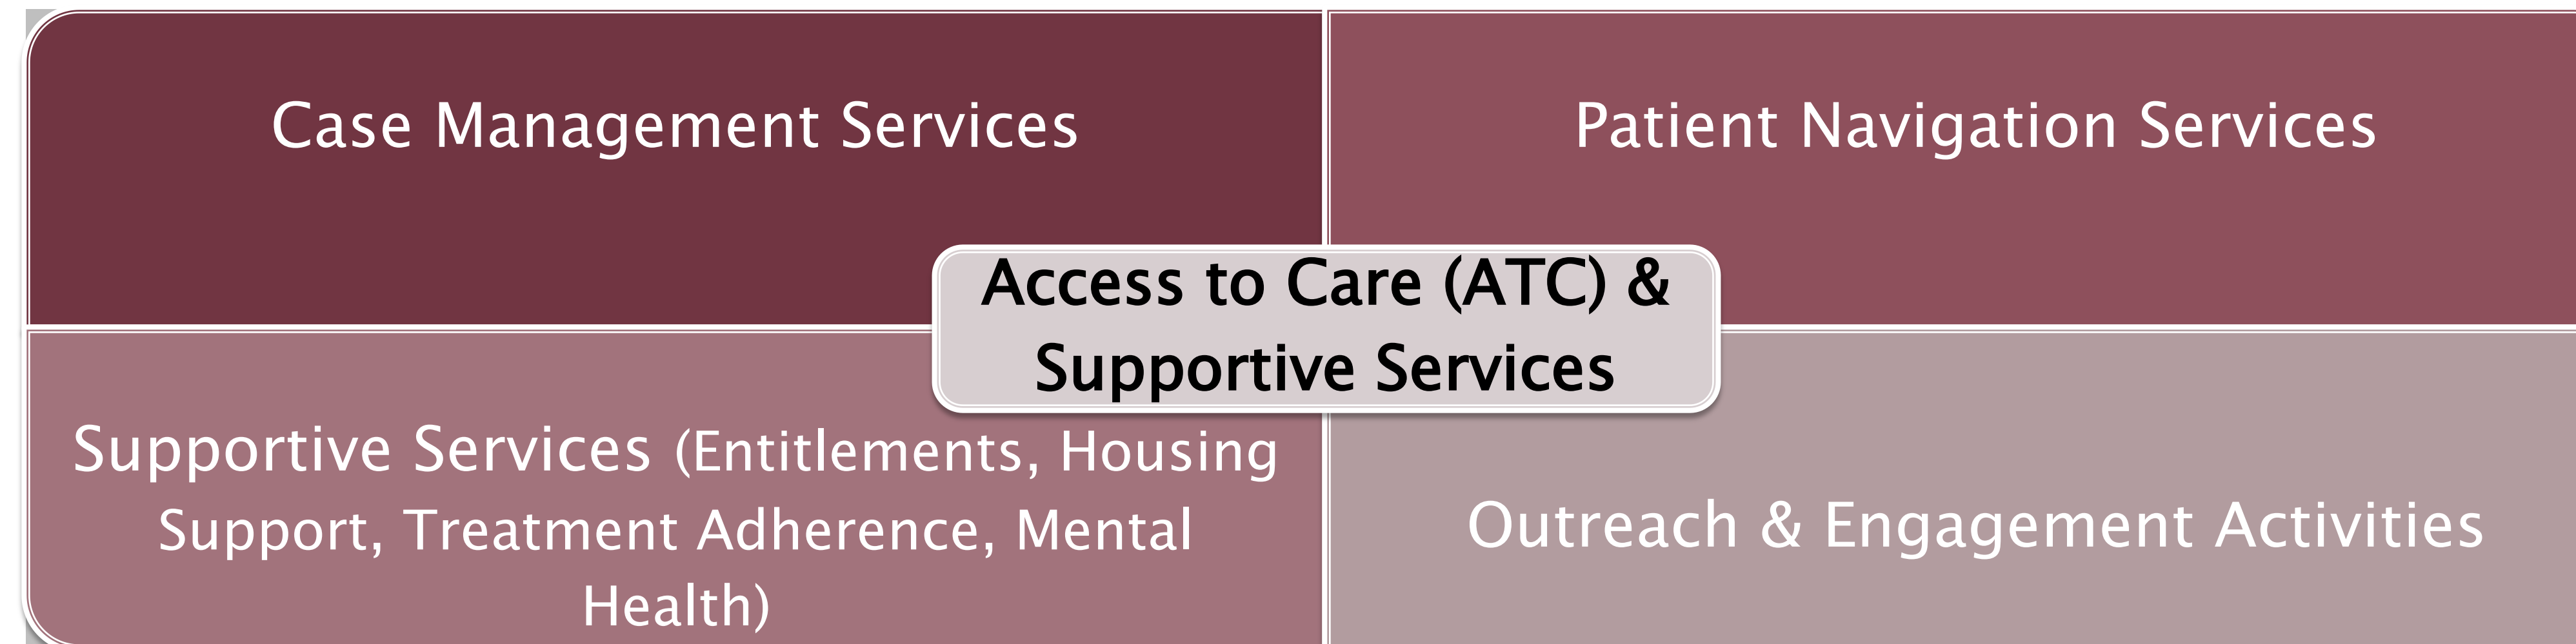 Case Management Services
Patient Navigation Services
Access to Care (ATC) &
Supportive Services
Supportive Services (Entitlements, Housing
Support, Treatment Adherence, Mental
Health)
Outreach & Engagement Activities